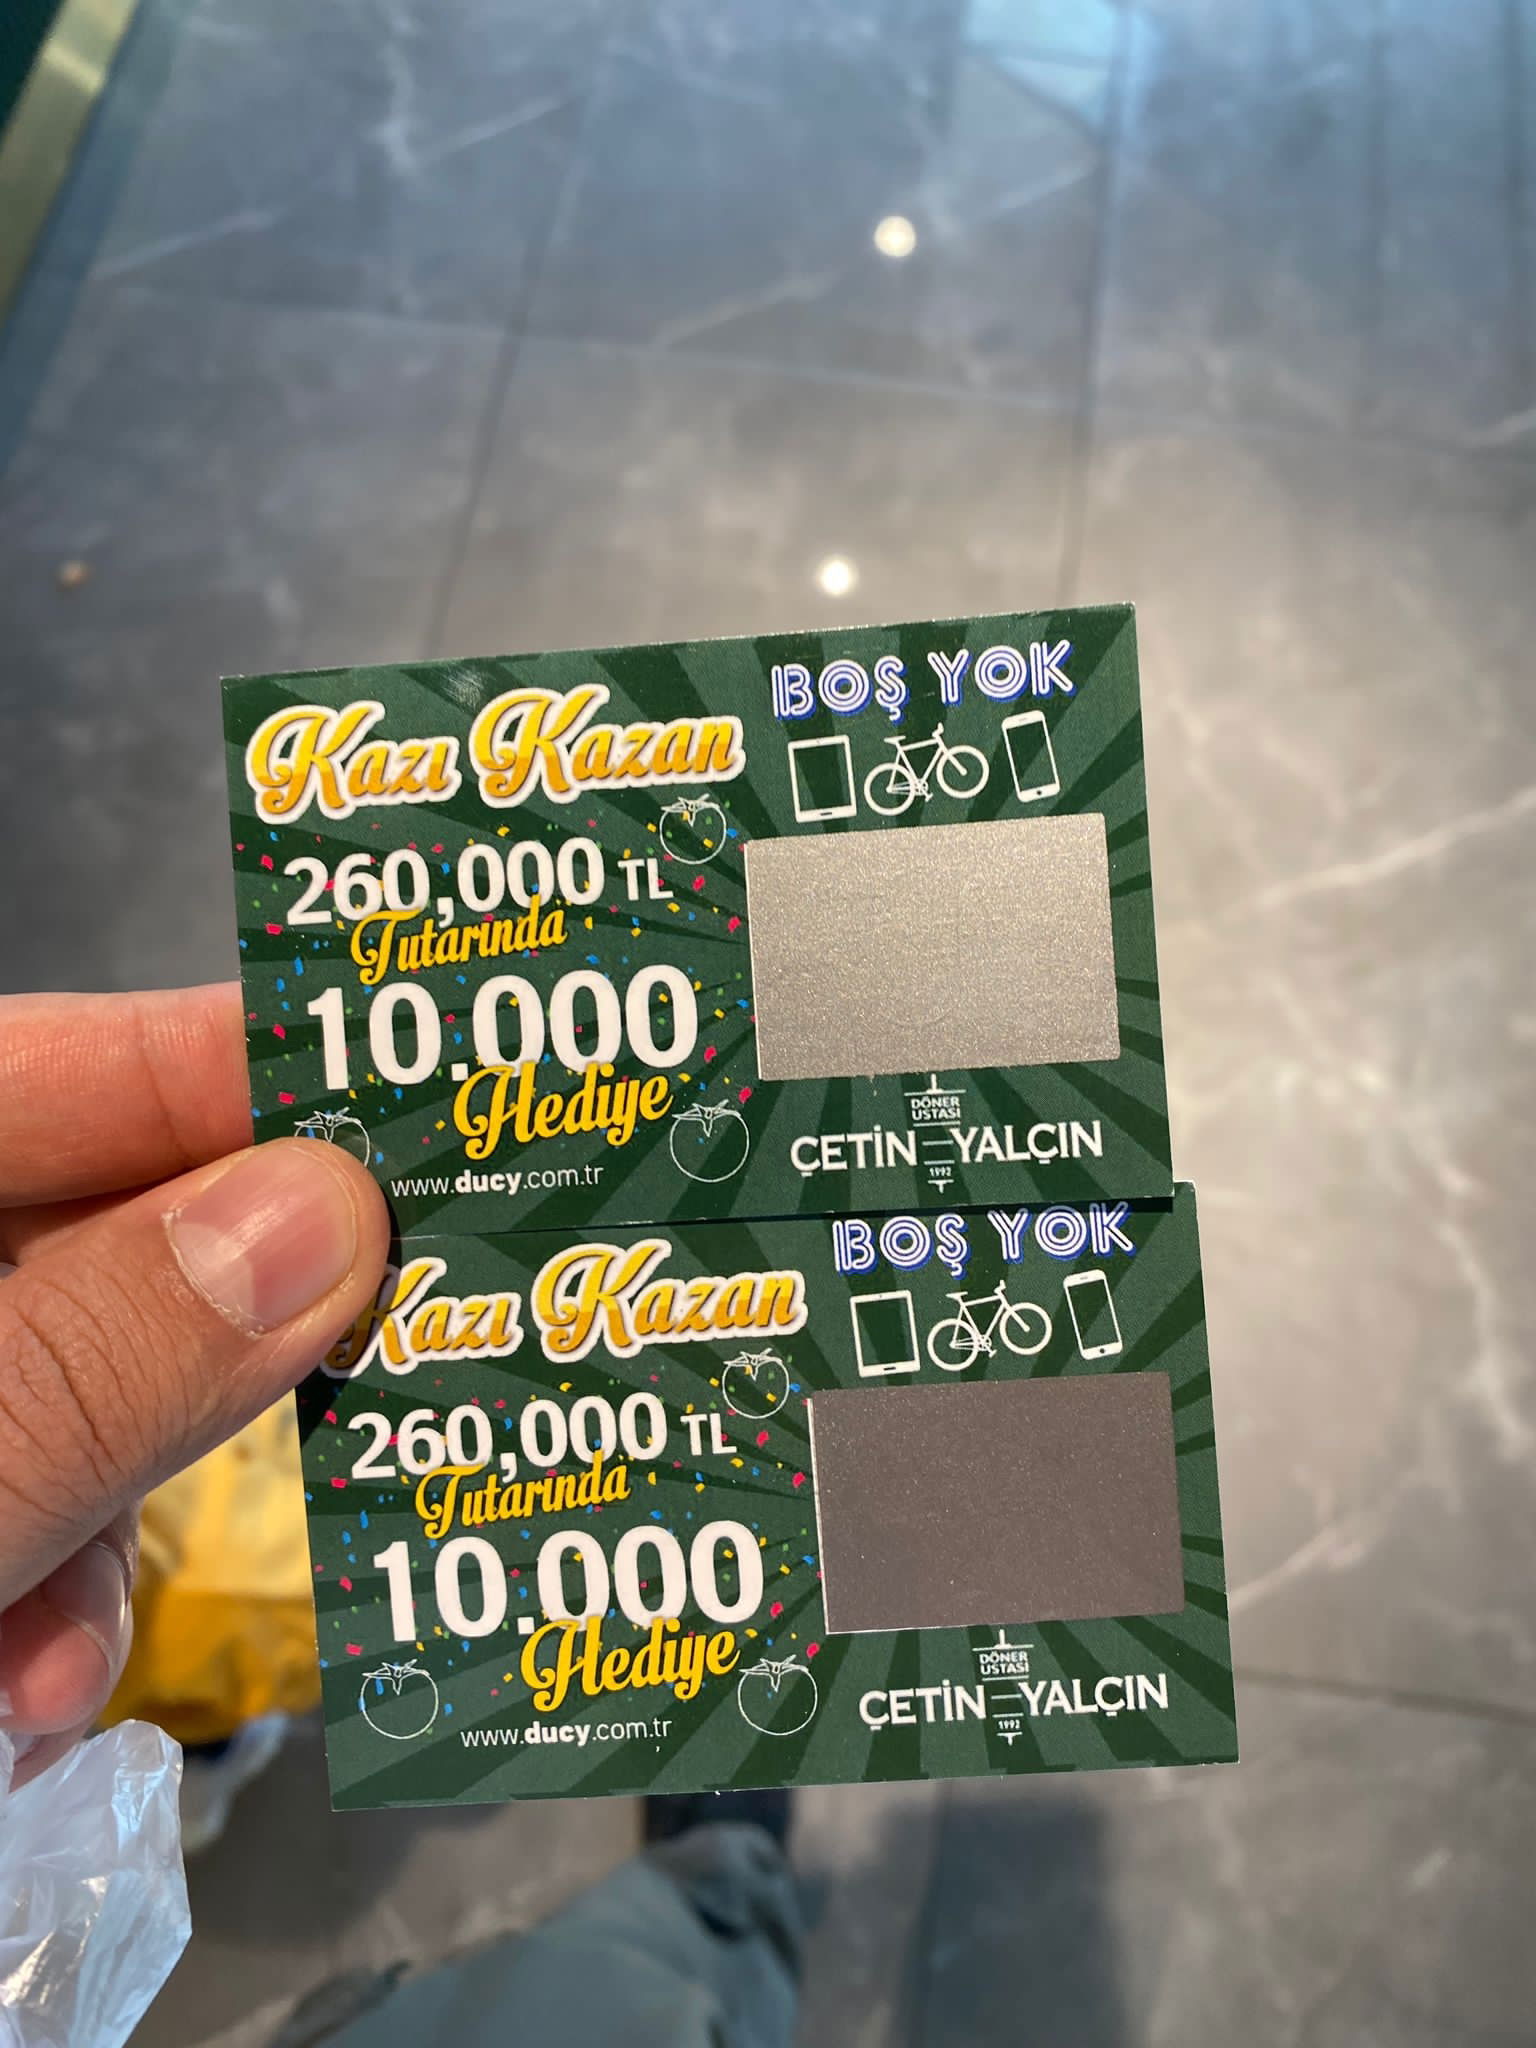 Kazı Kazan
260,000 TL
Tutarında
10.000
Hediye
www.ducy.com.tr
BOŞ YOK
DÖNER
USTASI
ÇETİN YALÇIN
1992
Kazı Kazan
260,000 TL
Tutarında
10.000
Hediye
www.ducy.com.tr
BOŞ YOK
DÖNER
USTASI
ÇETİN YALÇIN
1992